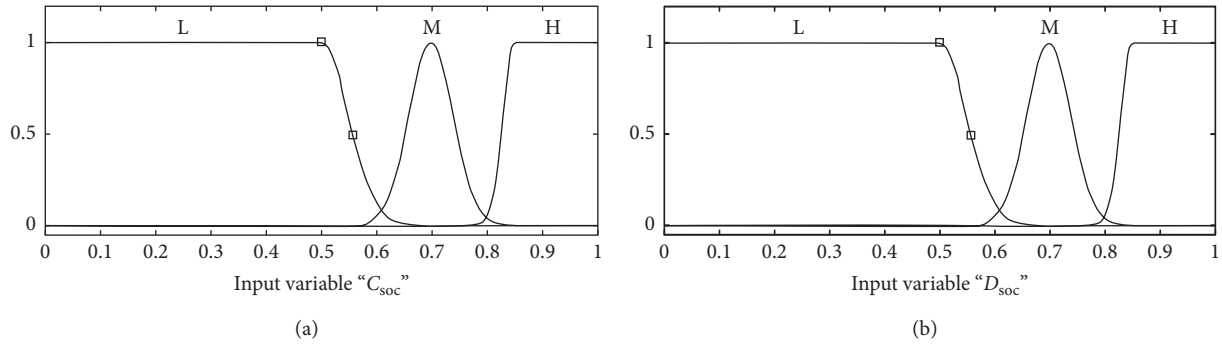 L M H
1
0.5
0
0 0.1 0.2 0.3 0.4 0.5 0.6 0.7 0.8 0.9 1
Input variable “Csoc”
(a)
L M H
1
0.5
0
0 0.1 0.2 0.3 0.4 0.5 0.6 0.7 0.8 0.9 1
Input variable “Dsoc”
(b)